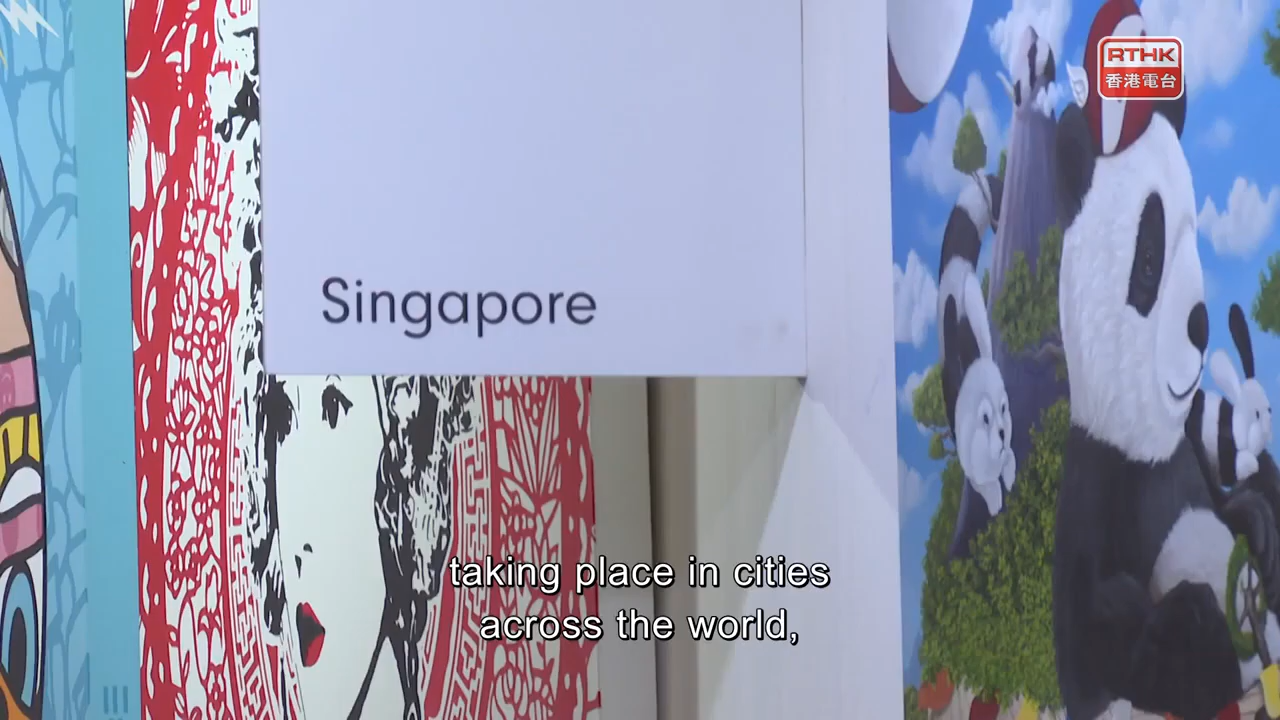 RTHK
香港電台
Singapore
taking place in cities
across the world,